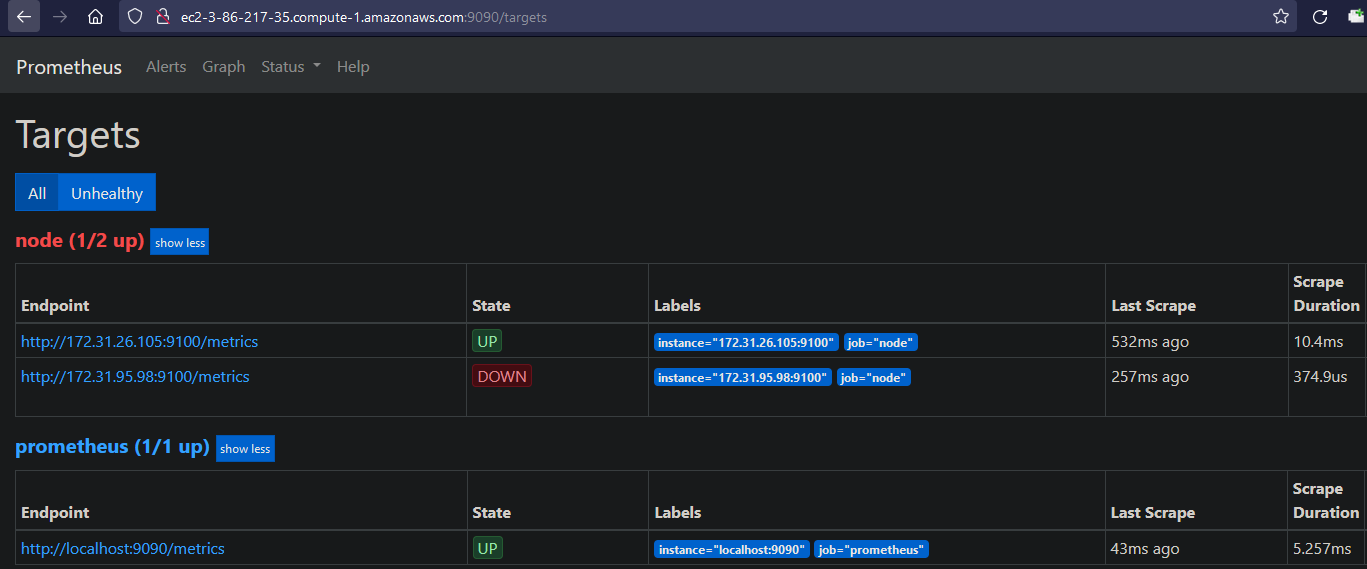 ec2-3-86-217-35.compute-1.amazonaws.com:9090/targets
Prometheus Alerts Graph Status Help
Targets
All Unhealthy
node (1/2 up) show less
Endpoint State Labels Last Scrape Scrape Duration
http://172.31.26.105:9100/metrics UP instance="172.31.26.105:9100" job="node" 532ms ago 10.4ms
http://172.31.95.98:9100/metrics DOWN instance="172.31.95.98:9100" job="node" 257ms ago 374.9us
prometheus (1/1 up) show less
Endpoint State Labels Last Scrape Scrape Duration
http://localhost:9090/metrics UP instance="localhost:9090" job="prometheus" 43ms ago 5.257ms